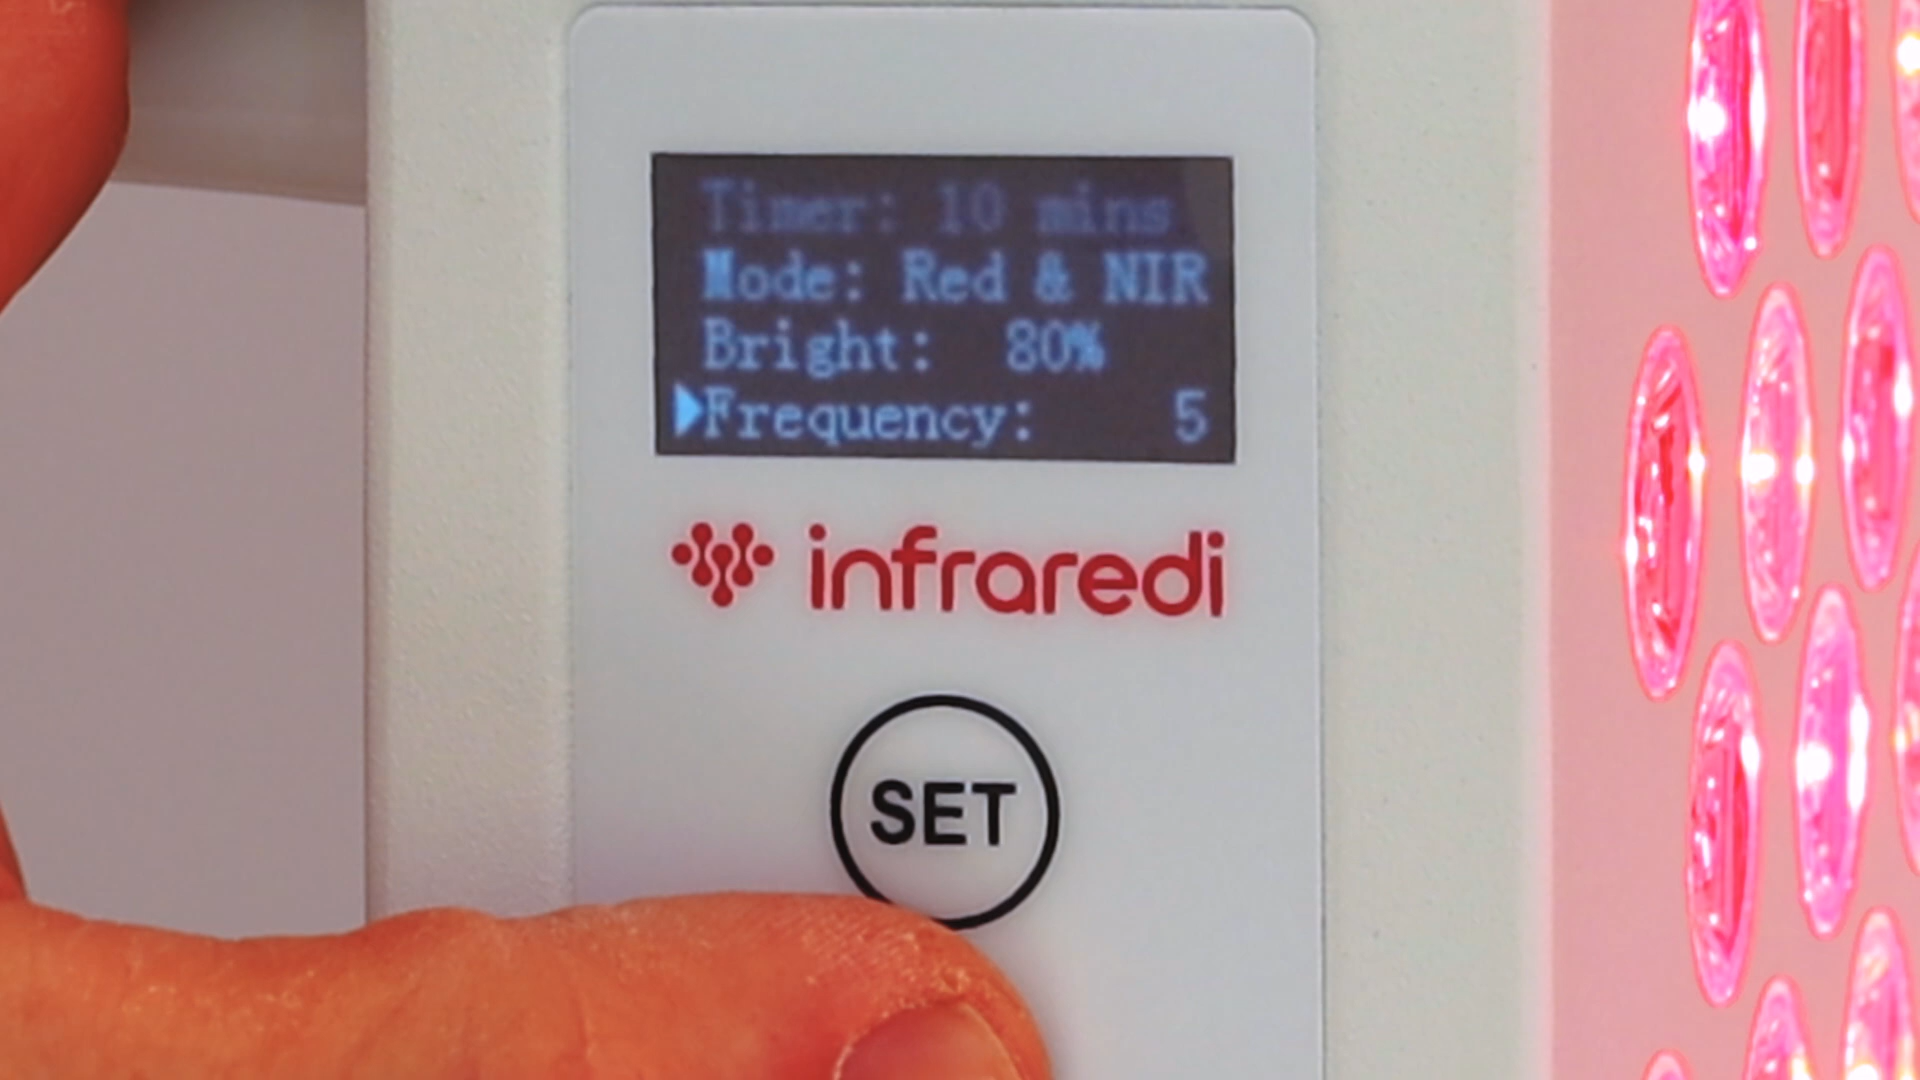 Timer: 10 mins
Mode: Red & NIR
Bright: 80%
Frequency: 5
infraredi
SET